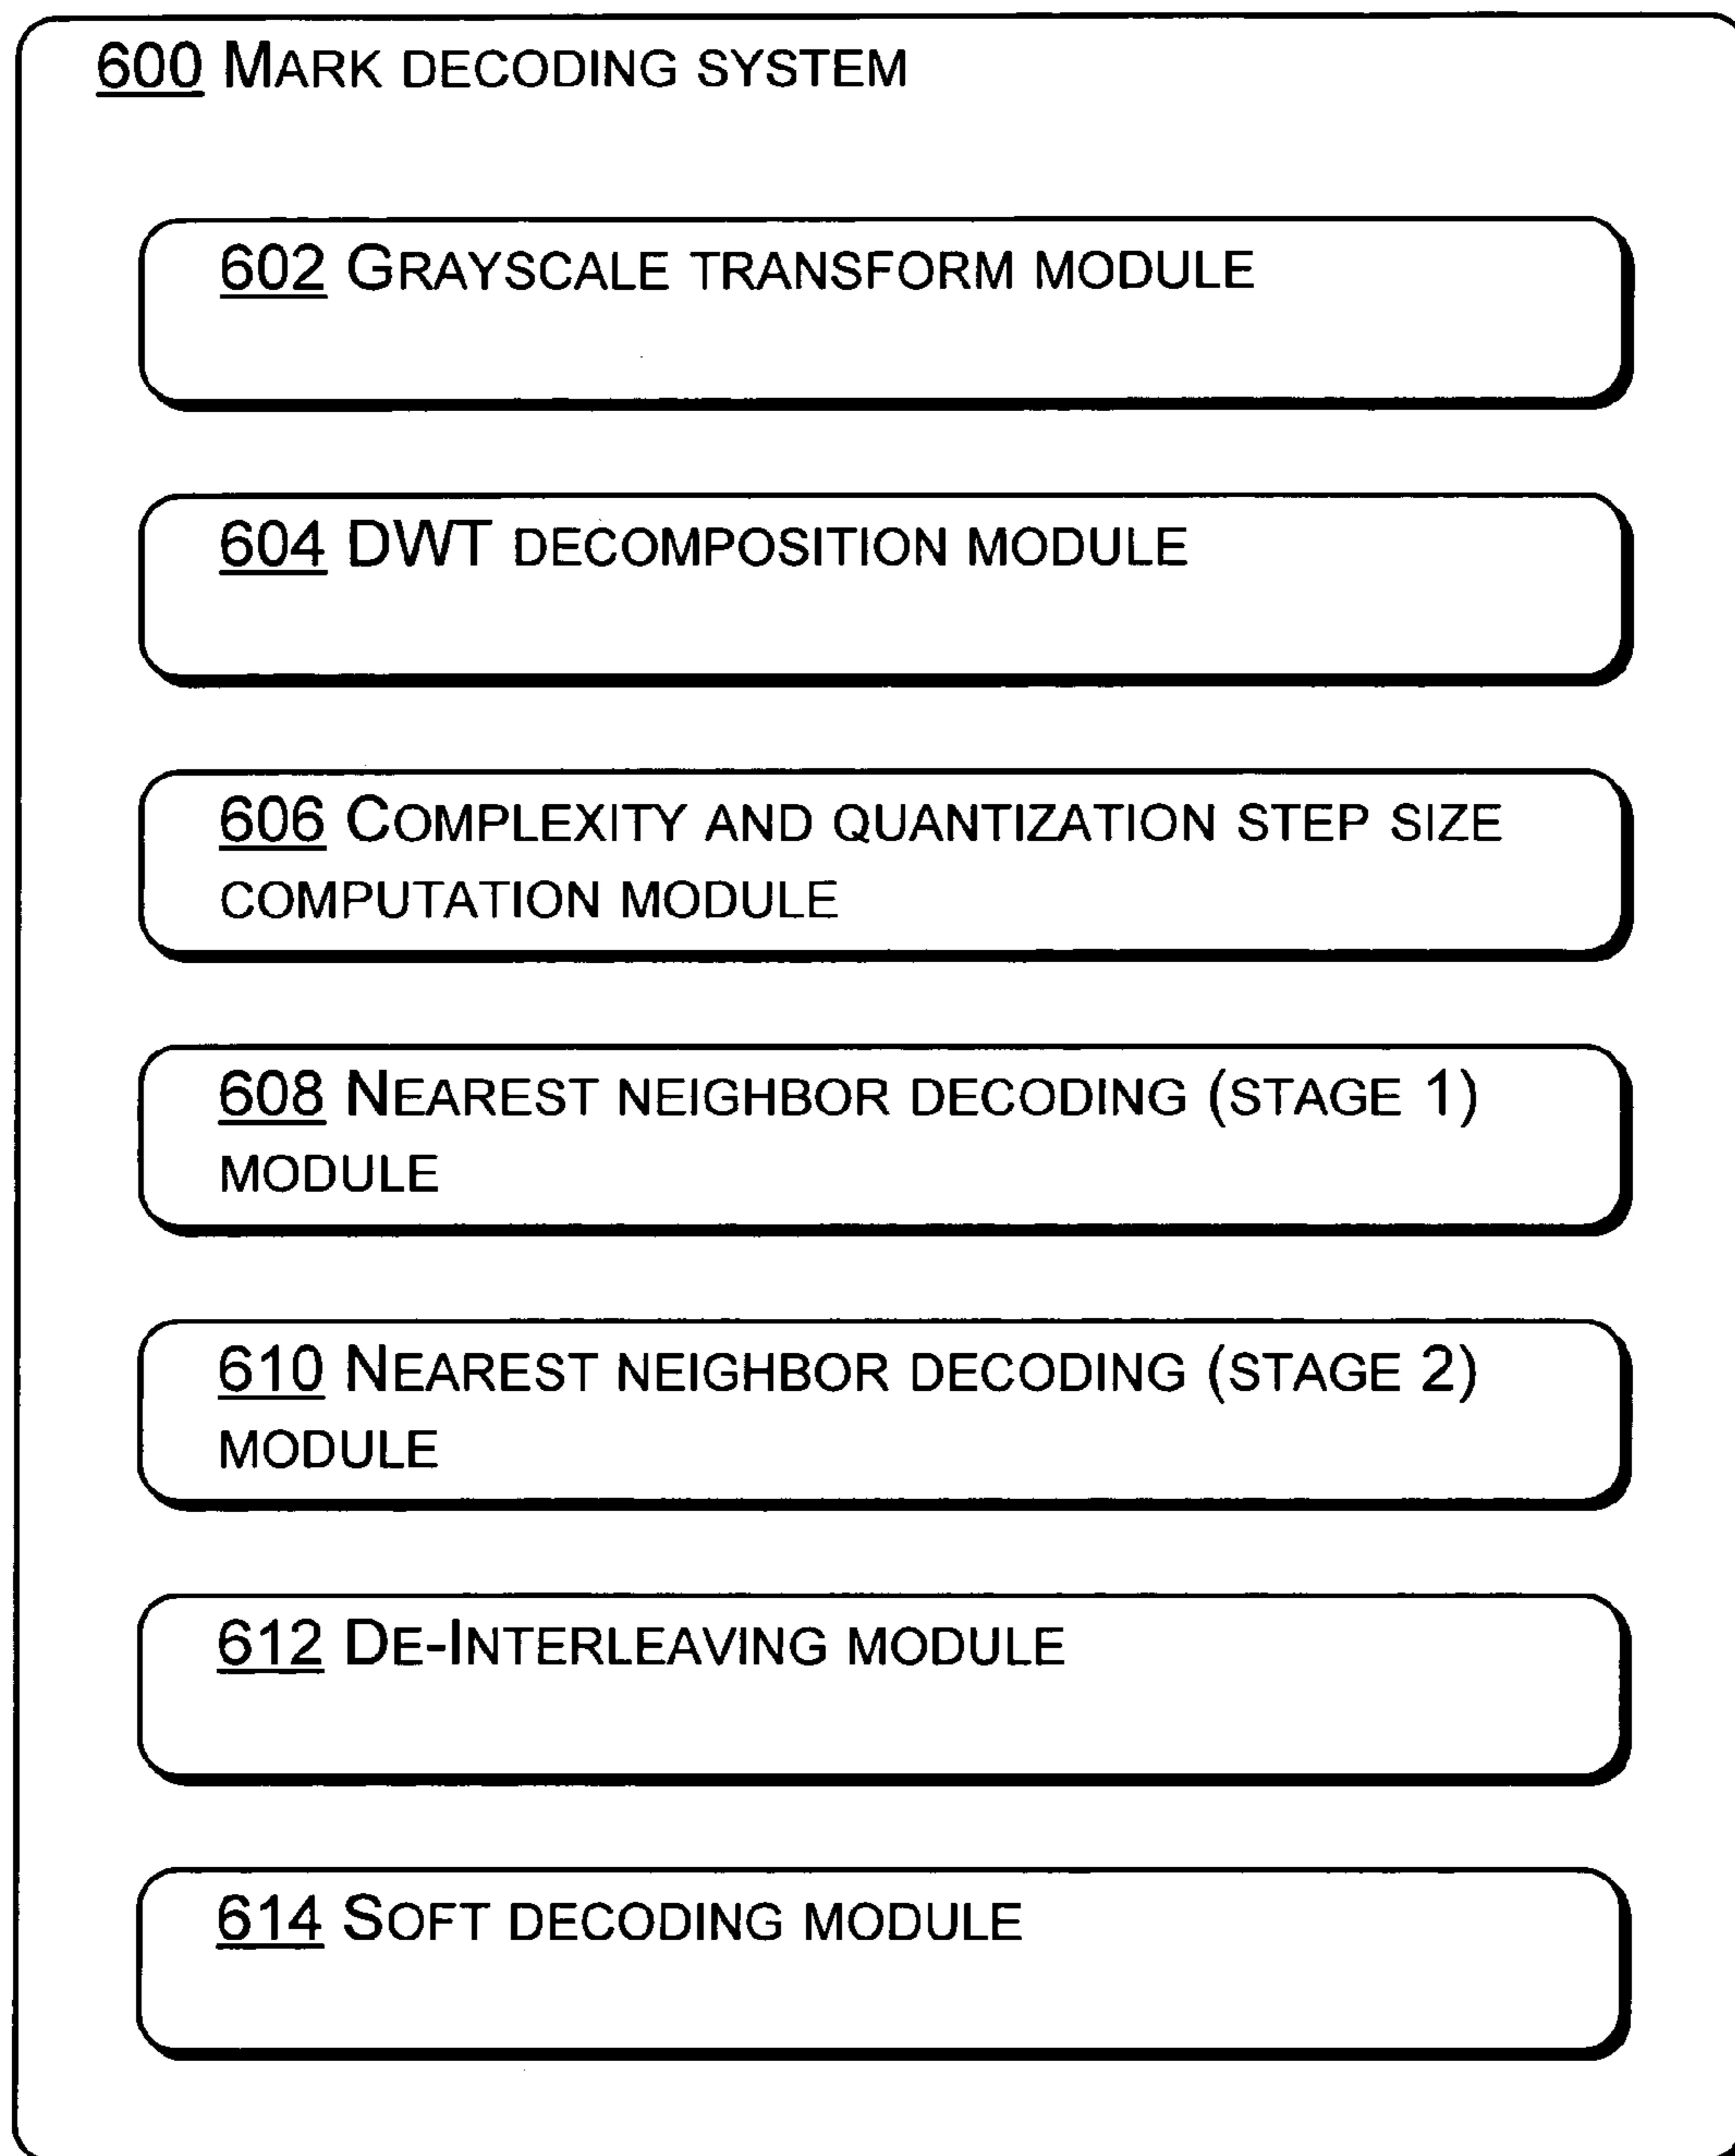 600 MARK DECODING SYSTEM
602 GRAYSCALE TRANSFORM MODULE
604 DWT DECOMPOSITION MODULE
606 COMPLEXITY AND QUANTIZATION STEP SIZE
COMPUTATION MODULE
608 NEAREST NEIGHBOR DECODING (STAGE 1)
MODULE
610 NEAREST NEIGHBOR DECODING (STAGE 2)
MODULE
612 DE-INTERLEAVING MODULE
614 SOFT DECODING MODULE